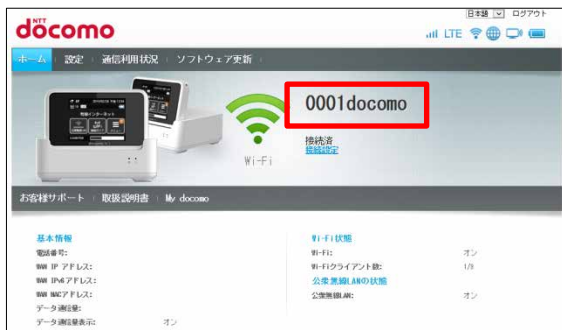 日本語 ログアウト
NTT
döcomo
LTE
ホーム 設定 通信利用状況 ソフトウェア更新
0001docomo
Wi-Fi
接続済
接続設定
お客様サポート 取扱説明書 My docomo
基本情報
電話番号:
WAN IP アドレス:
WAN IPv6アドレス:
WAN MACアドレス:
データ通信量:
データ通信量表示: オン
Wi-Fi状態
Wi-Fi: オン
Wi-Fiクライアント数:
公衆無線LANの状態
公衆無線LAN: オン